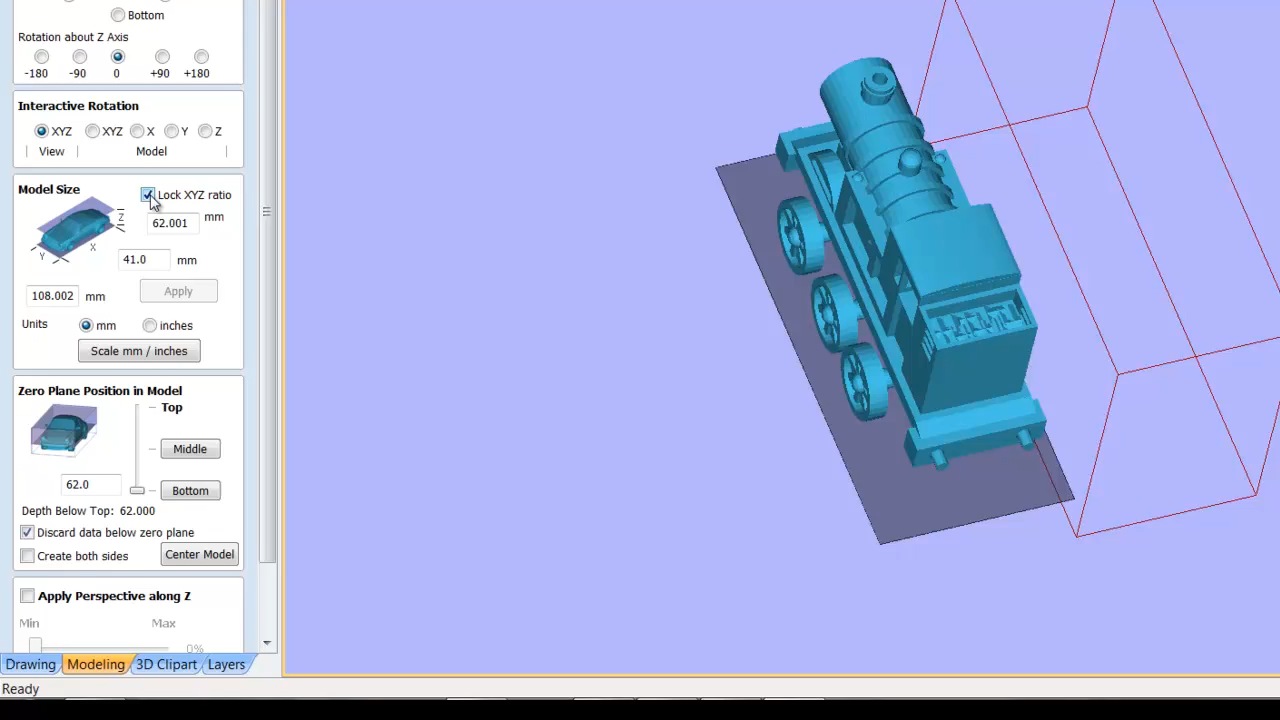 Bottom
Rotation about Z Axis
-180 -90 0 +90 +180
Interactive Rotation
XYZ XYZ X Y Z
| View | Model |
Model Size
Lock XYZ ratio
Z
62.001 mm
X
Y
41.0 mm
108.002 mm
Apply
Units mm inches
Scale mm / inches
Zero Plane Position in Model
Top
Middle
62.0
Bottom
Depth Below Top: 62.000
Discard data below zero plane
Create both sides Center Model
Apply Perspective along Z
Min Max
0%
Drawing Modeling 3D Clipart Layers
Ready